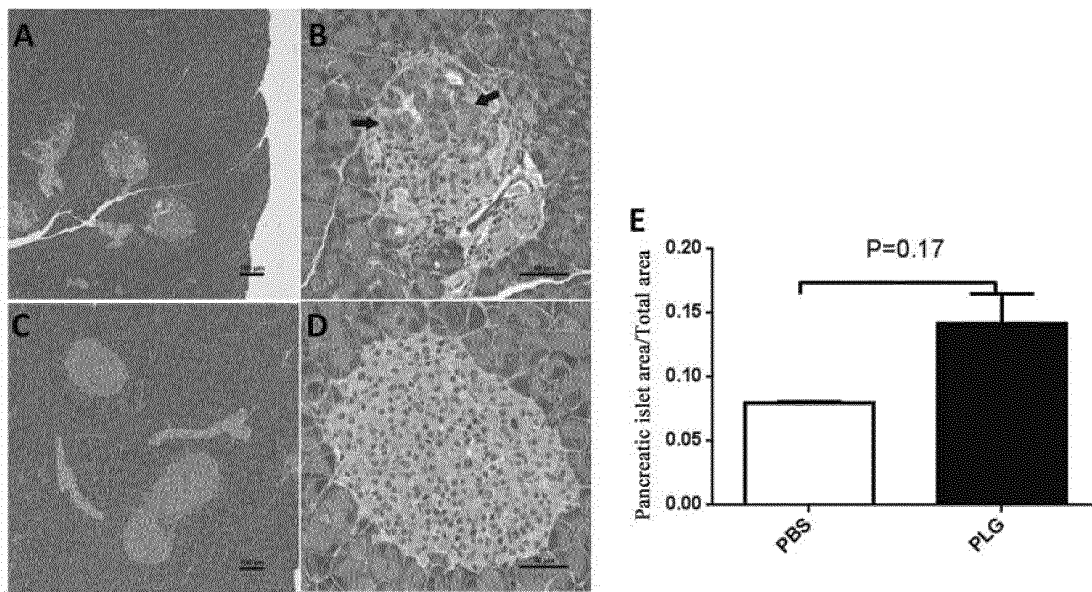 A
B
C
D
E
P=0.17
Pancreatic islet area/Total area
0.20
0.15
0.10
0.05
0.00
PBS
PLG